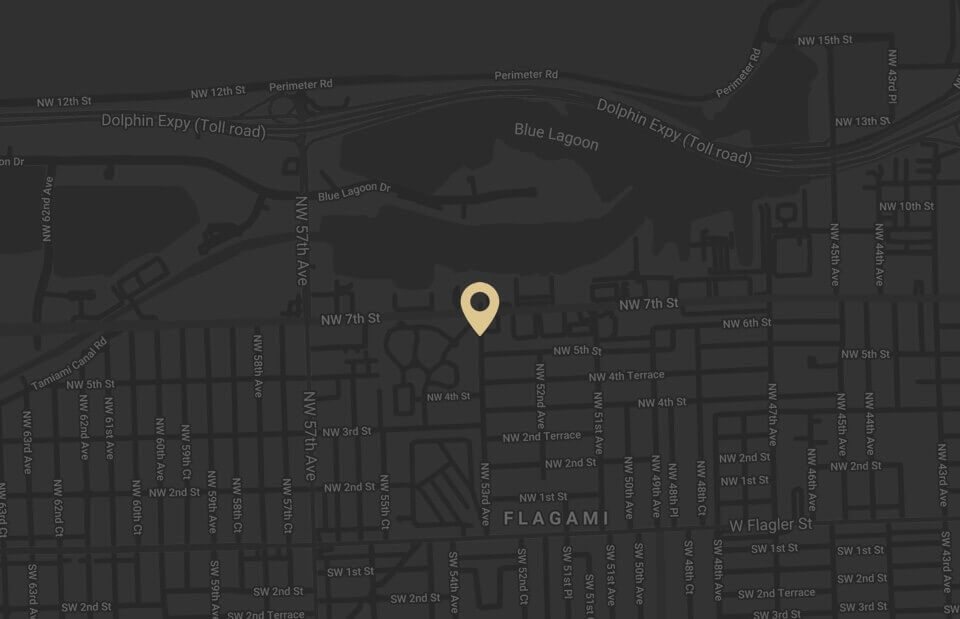 NW 15th St
Perimeter Rd
Perimeter Rd
Perimeter Rd
NW 43rd Pl
NW 12th St
NW 12th St
Dolphin Expy (Toll road)
Dolphin Expy (Toll road)
NW 13th St
Blue Lagoon
on Dr
Blue Lagoon Dr
NW 62nd Ave
NW 57th Ave
NW 10th St
NW 45th Ave
NW 44th Ave
NW 7th St
NW 7th St
NW 6th St
Tamiami Canal Rd
NW 58th Ave
NW 5th St
NW 5th St
NW 5th St
NW 4th Terrace
NW 4th St
NW 4th St
NW 52nd Ave
NW 51st Ave
NW 47th Ave
NW 45th Ave
NW 44th Ave
NW 63rd Ave
NW 62nd Ave
NW 61st Ave
NW 60th Ave
NW 59th Ct
NW 57th Ave
NW 3rd St
NW 2nd Terrace
NW 2nd St
NW 2nd St
NW 2nd St
NW 1st St
NW 2nd St
NW 2nd St
NW 1st St
NW 63rd Ct
NW 62nd Ct
NW 60th Ct
NW 59th Ave
NW 58th Ct
NW 57th Ct
NW 55th Ct
NW 53rd Ave
NW 50th Ave
NW 49th Ave
NW 48th Pl
NW 48th Ct
NW 46th Ave
NW 43rd Ave
FLAGAMI
W Flagler St
SW 1st St
SW 1st St
SW 63rd Ave
SW 59th Ave
SW 54th Ave
SW 52nd Ct
SW 51st Pl
SW 51st Ct
SW 51st Ave
SW 50th Ave
SW 48th Ct
SW 48th Ave
SW 43rd Ave
SW 1st St
SW 2nd St
SW 2nd St
SW 2nd St
SW 2nd St
SW 2nd Terrace
SW 2nd Terrace
SW 3rd St
SW 3rd St